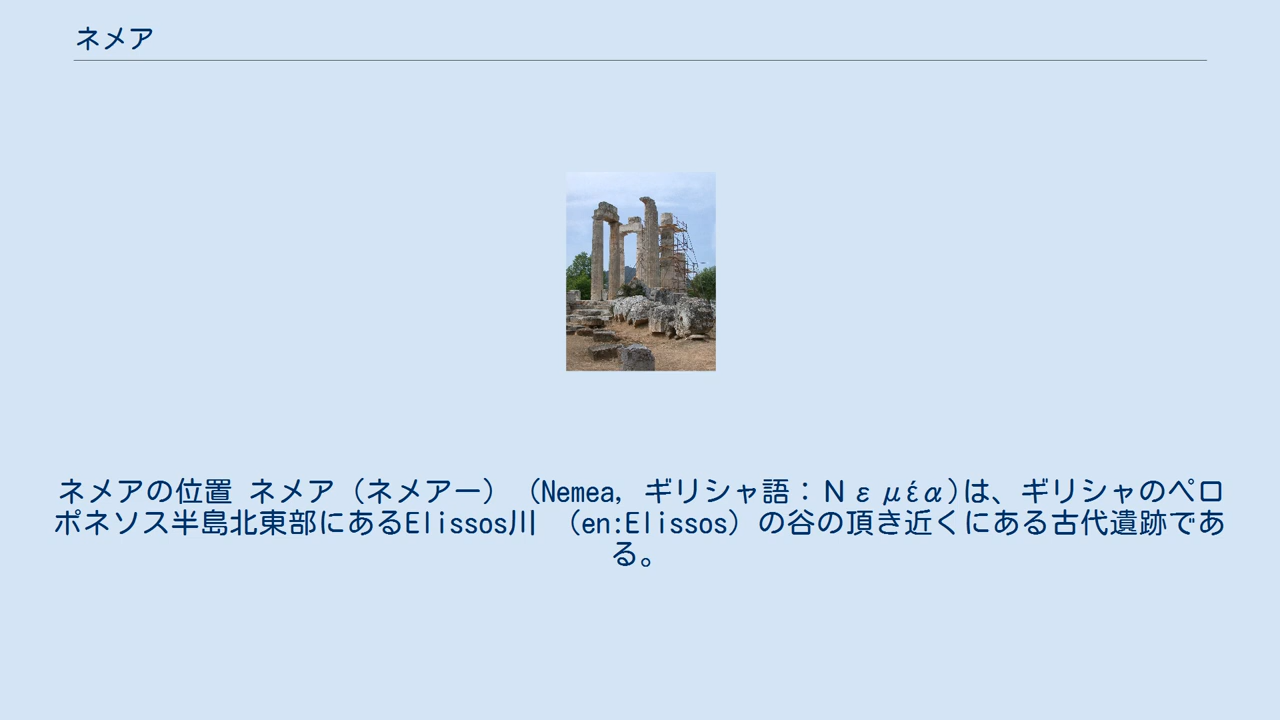 ネメア
ネメアの位置 ネメア（ネメアー） （Nemea, ギリシャ語：Νεμέα)は、ギリシャのペロ
ポネソス半島北東部にあるElissos川 （en:Elissos）の谷の頂き近くにある古代遺跡であ
る。